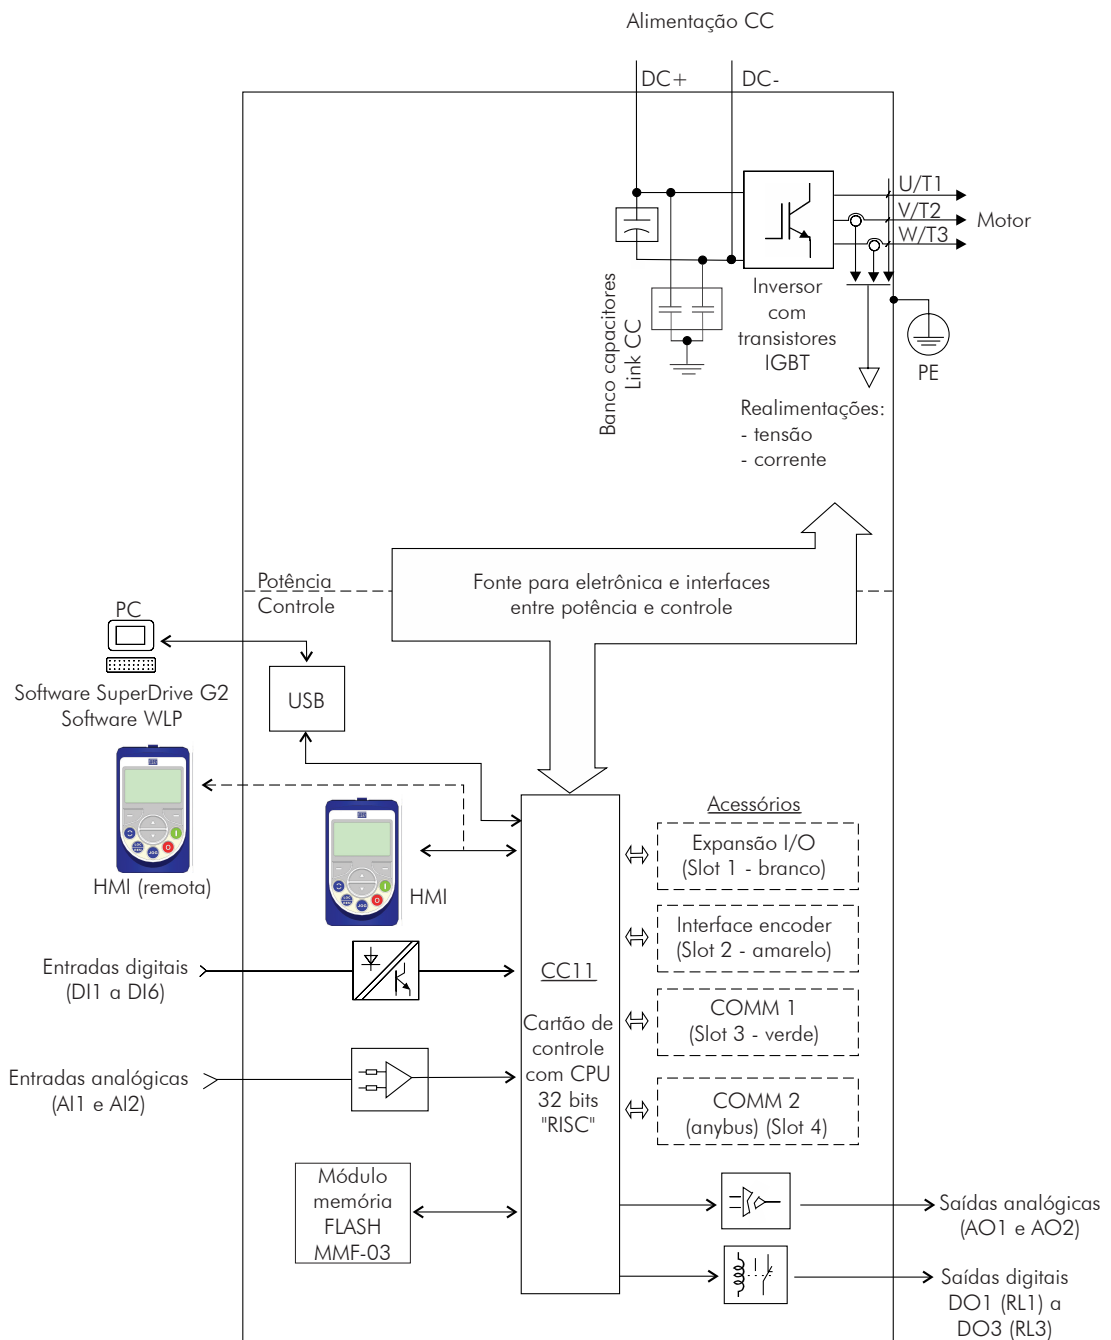 Alimentação CC
DC+
DC-
U/T1
V/T2
W/T3
Motor
Inversor
com
transistores
IGBT
Banco capacitores
Link CC
PE
Realimentações:
- tensão
- corrente
Potência
Controle
Fonte para eletrônica e interfaces
entre potência e controle
PC
Software SuperDrive G2
Software WLP
USB
HMI (remota)
HMI
Acessórios
Expansão I/O
(Slot 1 - branco)
Interface encoder
(Slot 2 - amarelo)
COMM 1
(Slot 3 - verde)
COMM 2
(anybus) (Slot 4)
Entradas digitais
(DI1 a DI6)
CC11
Cartão de
controle
com CPU
32 bits
"RISC"
Entradas analógicas
(AI1 e AI2)
Módulo
memória
FLASH
MMF-03
Saídas analógicas
(AO1 e AO2)
Saídas digitais
DO1 (RL1) a
DO3 (RL3)